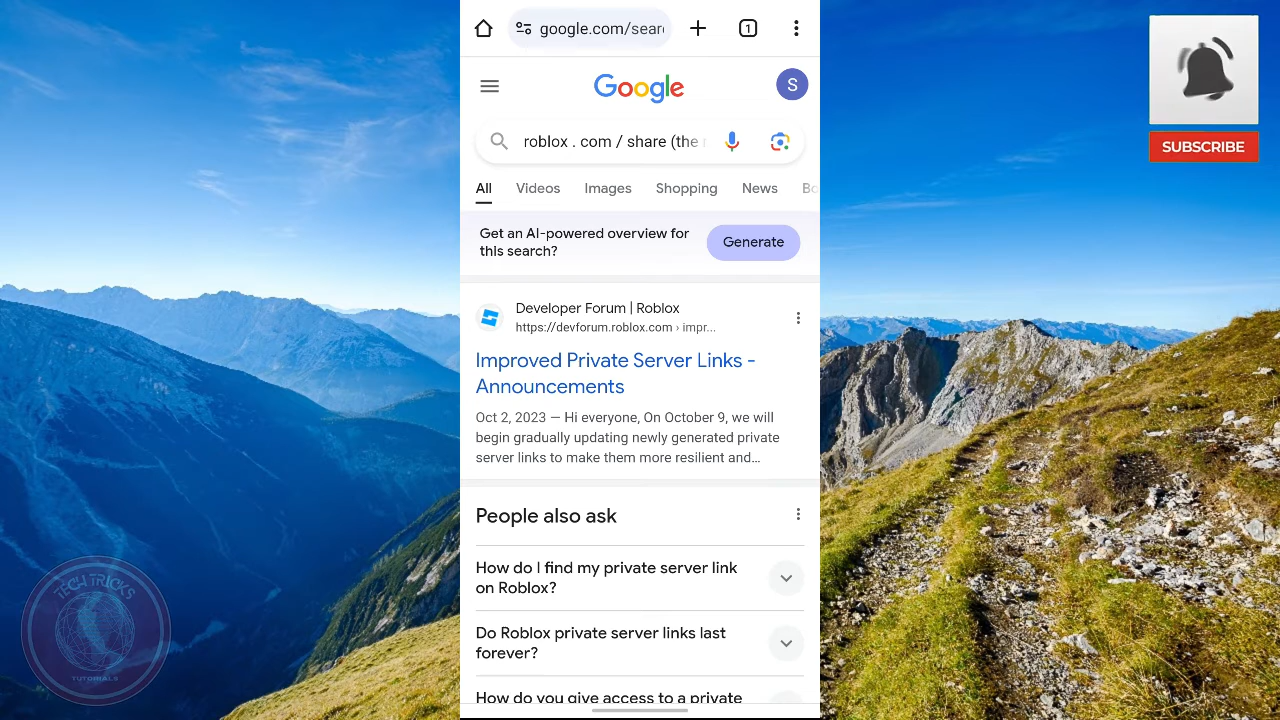 google.com/sear
1
Google
S
roblox . com / share (the
All Videos Images Shopping News Bo
Get an AI-powered overview for
this search?
Generate
Developer Forum | Roblox
https://devforum.roblox.com › impr...
Improved Private Server Links -
Announcements
Oct 2, 2023 — Hi everyone, On October 9, we will
begin gradually updating newly generated private
server links to make them more resilient and...
People also ask
How do I find my private server link
on Roblox?
Do Roblox private server links last
forever?
How do you give access to a private
SUBSCRIBE
TECH TRICKS
TUTORIALS